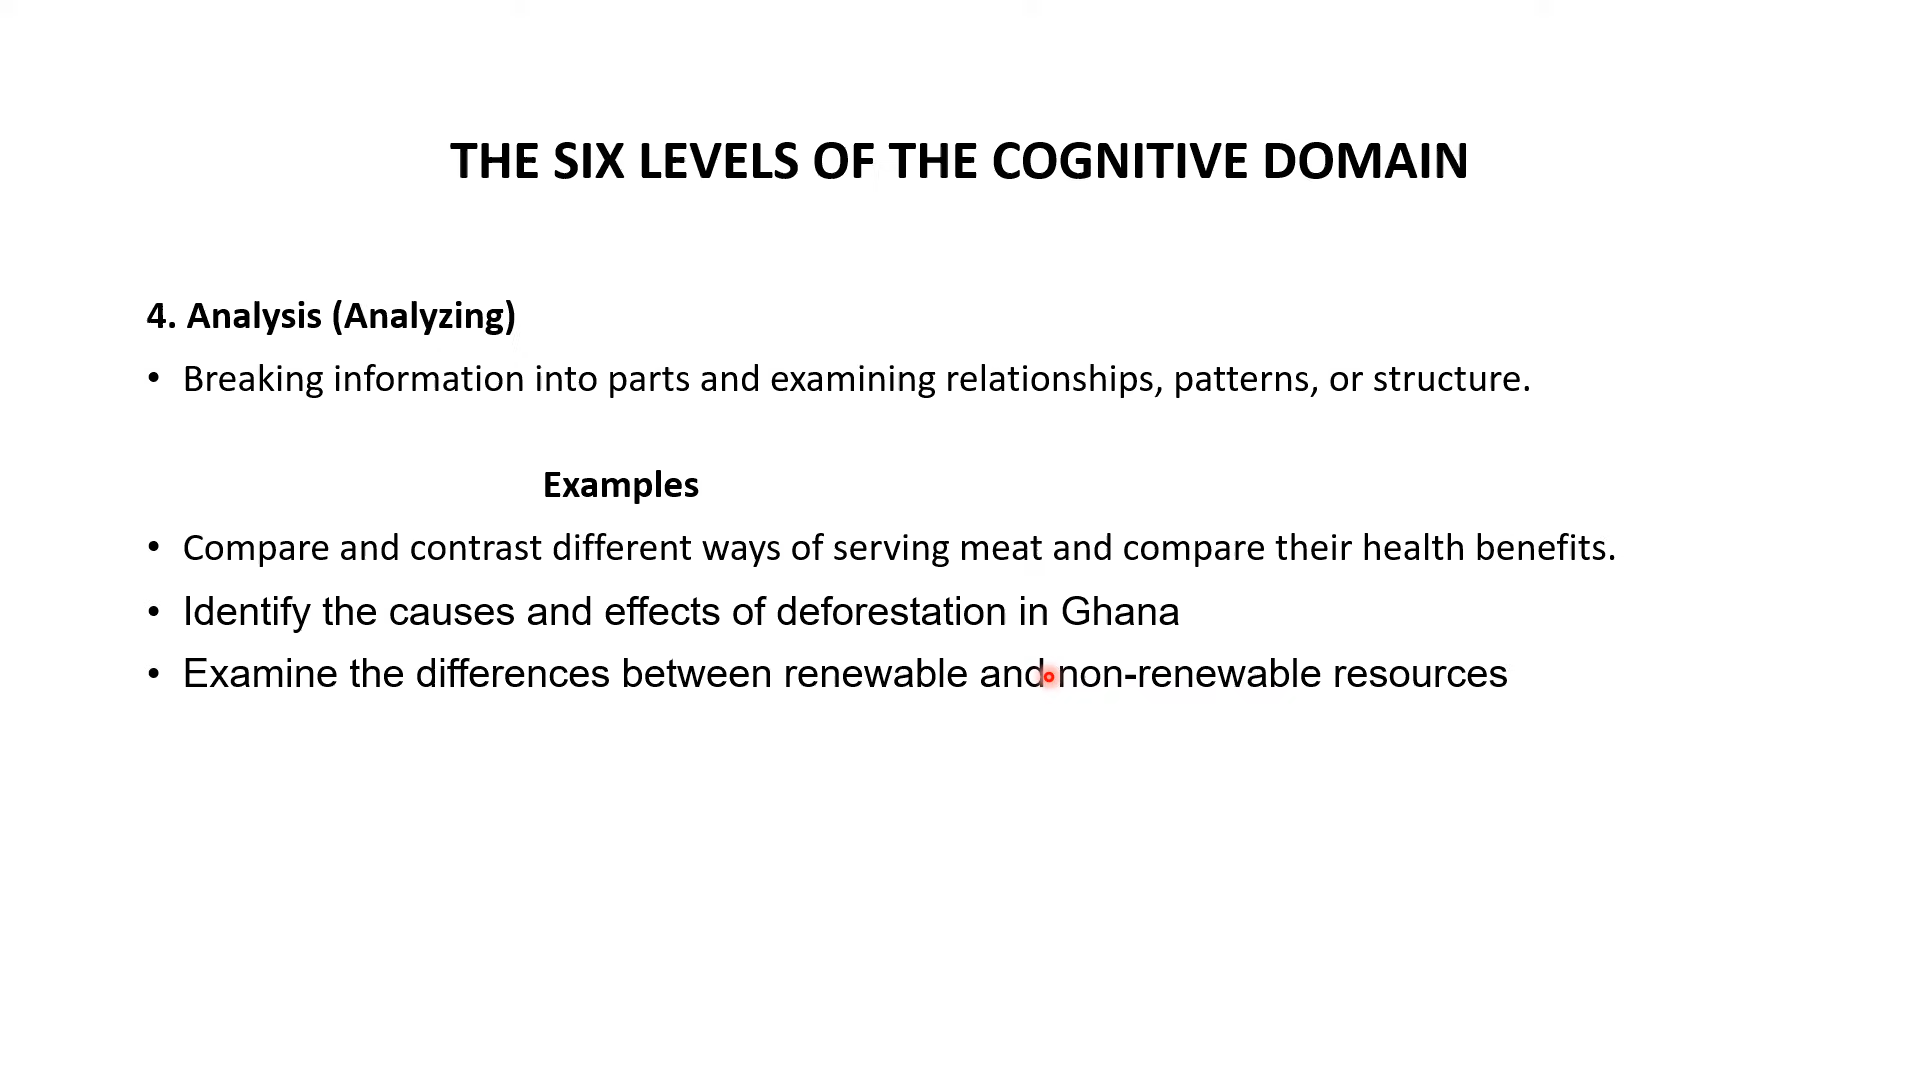 THE SIX LEVELS OF THE COGNITIVE DOMAIN
4. Analysis (Analyzing)
• Breaking information into parts and examining relationships, patterns, or structure.
Examples
• Compare and contrast different ways of serving meat and compare their health benefits.
• Identify the causes and effects of deforestation in Ghana
• Examine the differences between renewable and non-renewable resources